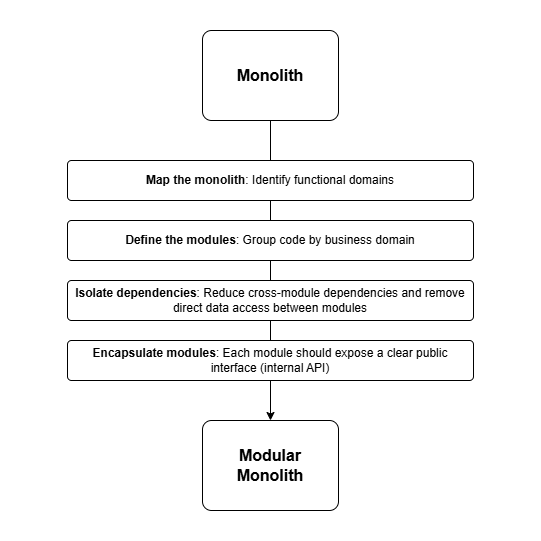 Monolith
Map the monolith: Identify functional domains
Define the modules: Group code by business domain
Isolate dependencies: Reduce cross-module dependencies and remove
direct data access between modules
Encapsulate modules: Each module should expose a clear public
interface (internal API)
Modular
Monolith